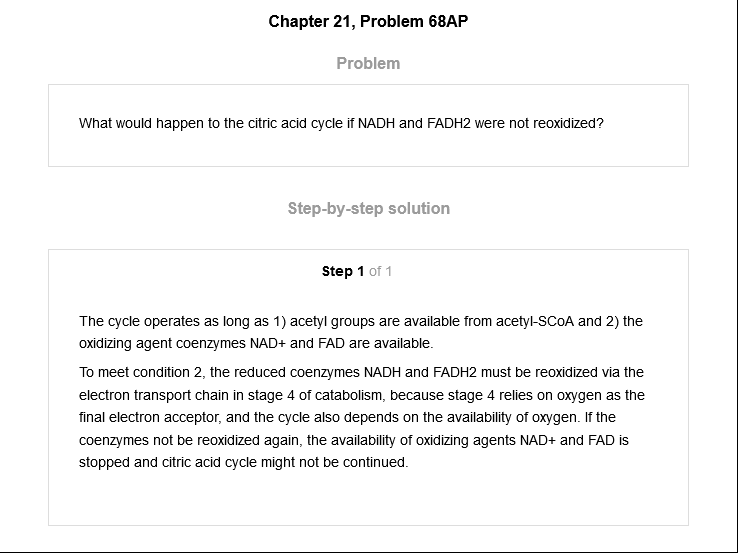 Chapter 21, Problem 68AP
Problem
What would happen to the citric acid cycle if NADH and FADH2 were not reoxidized?
Step-by-step solution
Step 1 of 1
The cycle operates as long as 1) acetyl groups are available from acetyl-SCoA and 2) the
oxidizing agent coenzymes NAD+ and FAD are available.
To meet condition 2, the reduced coenzymes NADH and FADH2 must be reoxidized via the
electron transport chain in stage 4 of catabolism, because stage 4 relies on oxygen as the
final electron acceptor, and the cycle also depends on the availability of oxygen. If the
coenzymes not be reoxidized again, the availability of oxidizing agents NAD+ and FAD is
stopped and citric acid cycle might not be continued.